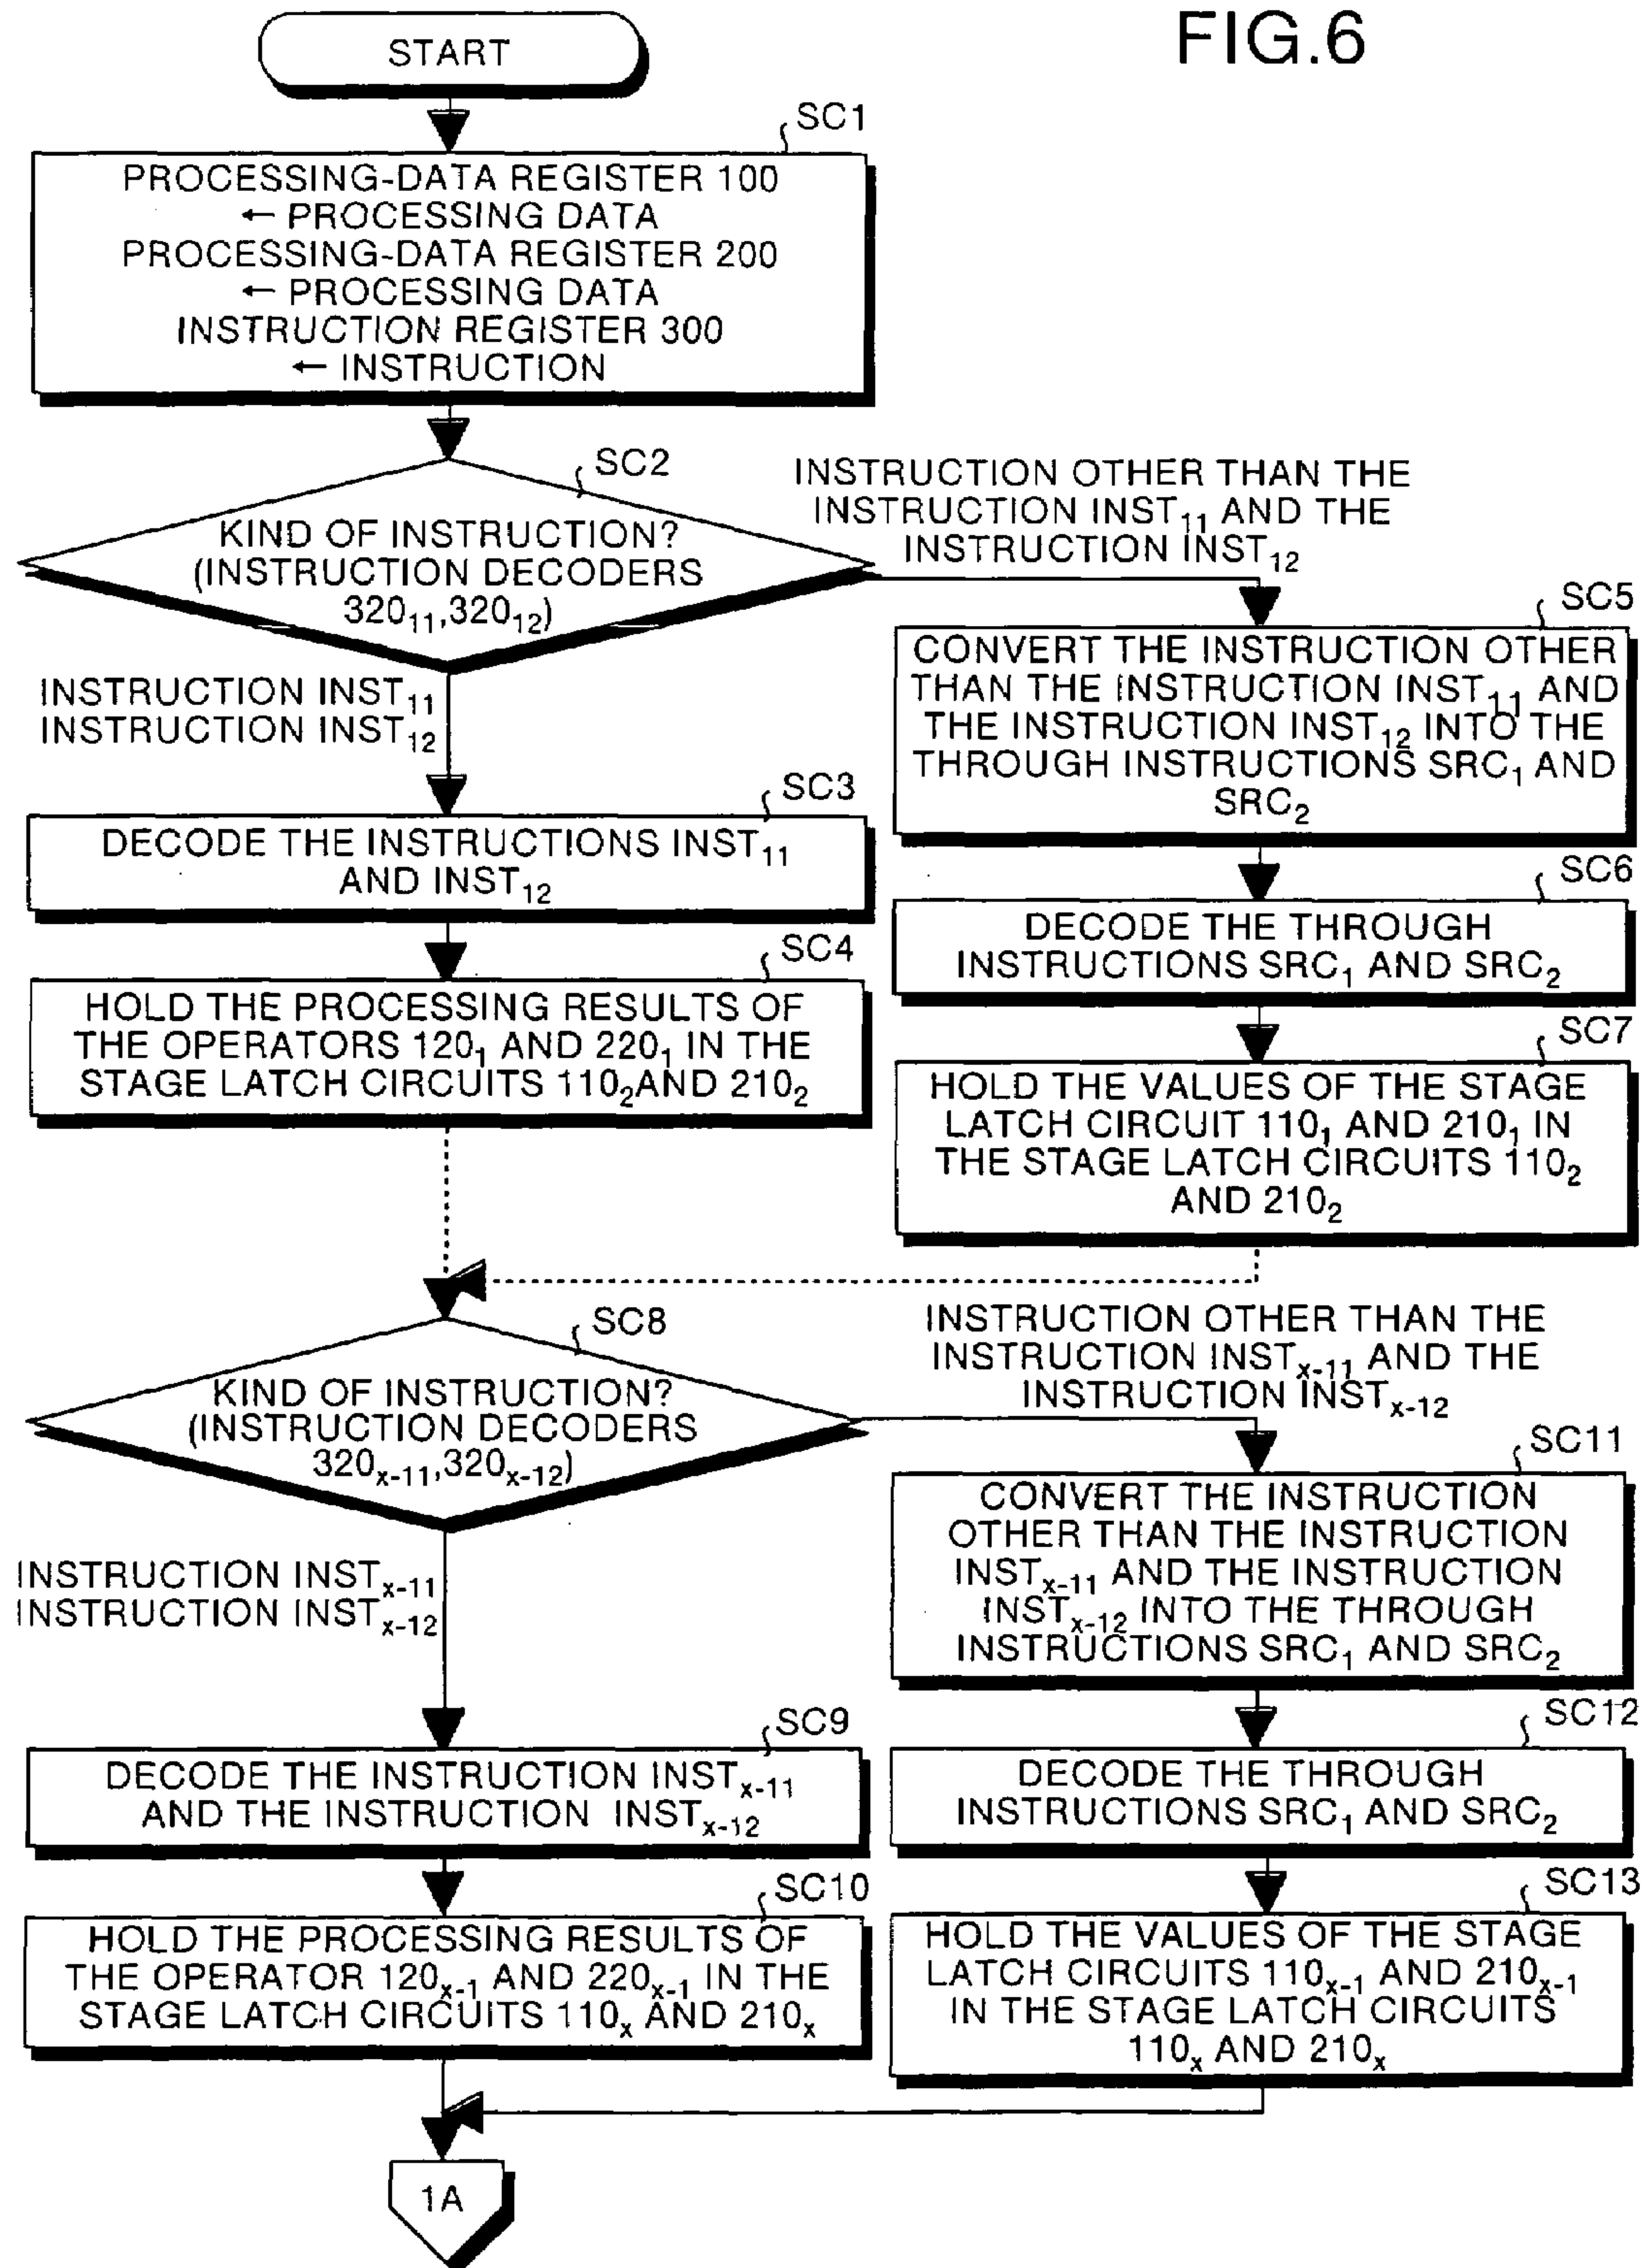 FIG.6
START
SC1
PROCESSING-DATA REGISTER 100
← PROCESSING DATA
PROCESSING-DATA REGISTER 200
← PROCESSING DATA
INSTRUCTION REGISTER 300
← INSTRUCTION
SC2
KIND OF INSTRUCTION?
(INSTRUCTION DECODERS
320₁₁,320₁₂)
INSTRUCTION OTHER THAN THE
INSTRUCTION INST₁₁ AND THE
INSTRUCTION INST₁₂
INSTRUCTION INST₁₁
INSTRUCTION INST₁₂
SC3
DECODE THE INSTRUCTIONS INST₁₁
AND INST₁₂
SC4
HOLD THE PROCESSING RESULTS OF
THE OPERATORS 120₁ AND 220₁ IN THE
STAGE LATCH CIRCUITS 110₂AND 210₂
SC5
CONVERT THE INSTRUCTION OTHER
THAN THE INSTRUCTION INST₁₁ AND
THE INSTRUCTION INST₁₂ INTO THE
THROUGH INSTRUCTIONS SRC₁ AND
SRC₂
SC6
DECODE THE THROUGH
INSTRUCTIONS SRC₁ AND SRC₂
SC7
HOLD THE VALUES OF THE STAGE
LATCH CIRCUIT 110₁ AND 210₁ IN
THE STAGE LATCH CIRCUITS 110₂
AND 210₂
SC8
KIND OF INSTRUCTION?
(INSTRUCTION DECODERS
320ₓ₋₁₁,320ₓ₋₁₂)
INSTRUCTION OTHER THAN THE
INSTRUCTION INSTₓ₋₁₁ AND THE
INSTRUCTION INSTₓ₋₁₂
INSTRUCTION INSTₓ₋₁₁
INSTRUCTION INSTₓ₋₁₂
SC9
DECODE THE INSTRUCTION INSTₓ₋₁₁
AND THE INSTRUCTION INSTₓ₋₁₂
SC10
HOLD THE PROCESSING RESULTS OF
THE OPERATOR 120ₓ₋₁ AND 220ₓ₋₁ IN THE
STAGE LATCH CIRCUITS 110ₓ AND 210ₓ
SC11
CONVERT THE INSTRUCTION
OTHER THAN THE INSTRUCTION
INSTₓ₋₁₁ AND THE INSTRUCTION
INSTₓ₋₁₂ INTO THE THROUGH
INSTRUCTIONS SRC₁ AND SRC₂
SC12
DECODE THE THROUGH
INSTRUCTIONS SRC₁ AND SRC₂
SC13
HOLD THE VALUES OF THE STAGE
LATCH CIRCUITS 110ₓ₋₁ AND 210ₓ₋₁
IN THE STAGE LATCH CIRCUITS
110ₓ AND 210ₓ
1A